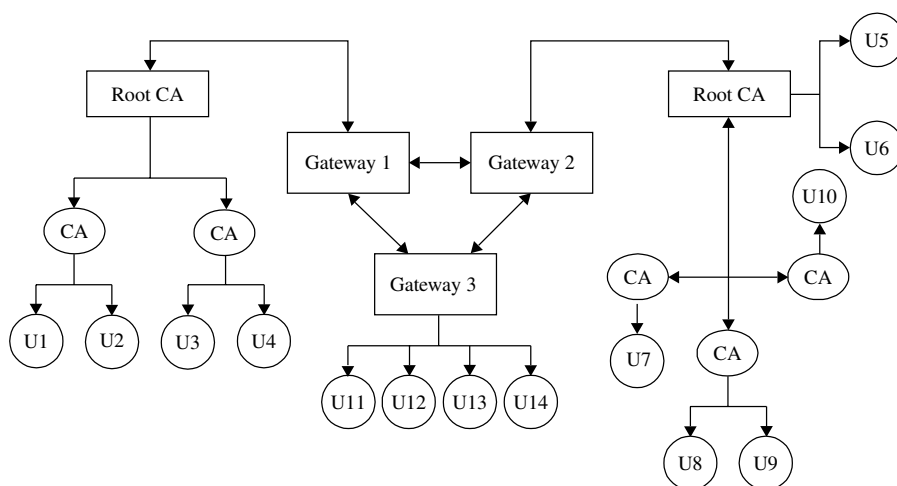 U5
Root CA
Root CA
U6
Gateway 1
Gateway 2
U10
CA
CA
Gateway 3
CA
CA
U1
U2
U3
U4
U7
CA
U11
U12
U13
U14
U8
U9